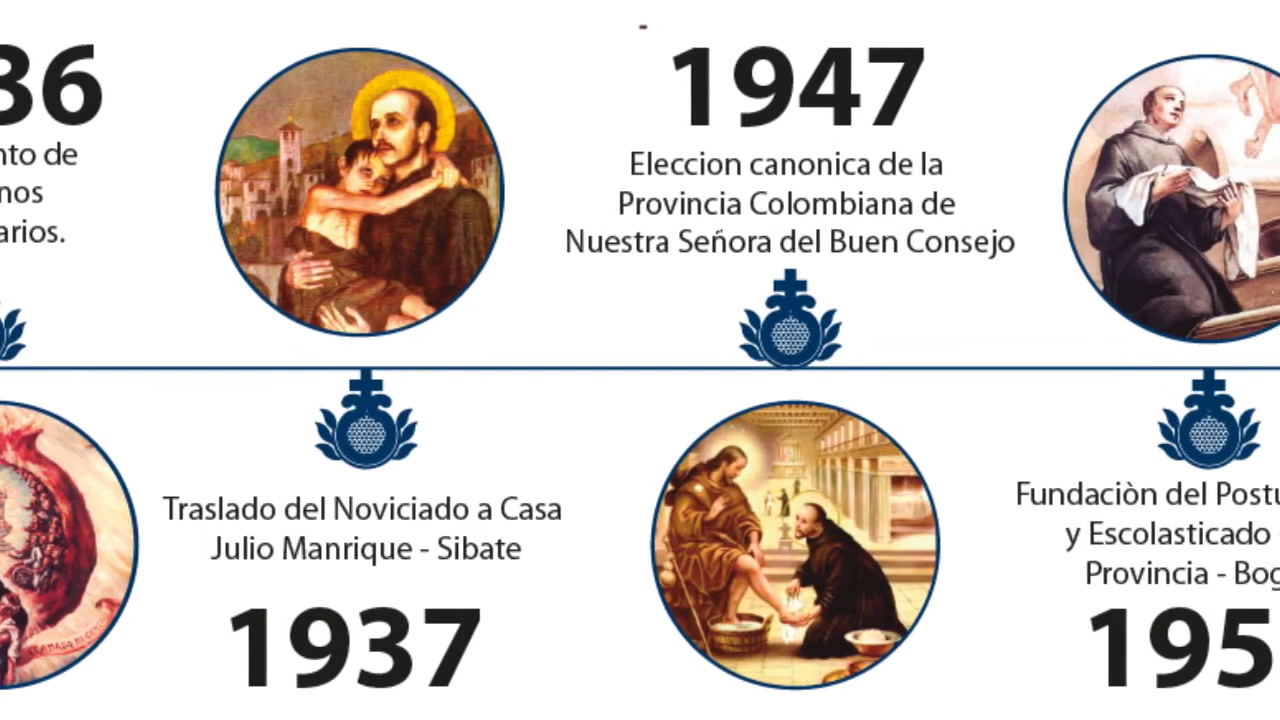 36
nto de
nos
arios.
1947
Eleccion canonica de la
Provincia Colombiana de
Nuestra Seńora del Buen Consejo
Traslado del Noviciado a Casa
Julio Manrique - Sibate
1937
Fundaciòn del Postu
y Escolasticado
Provincia - Bog
195